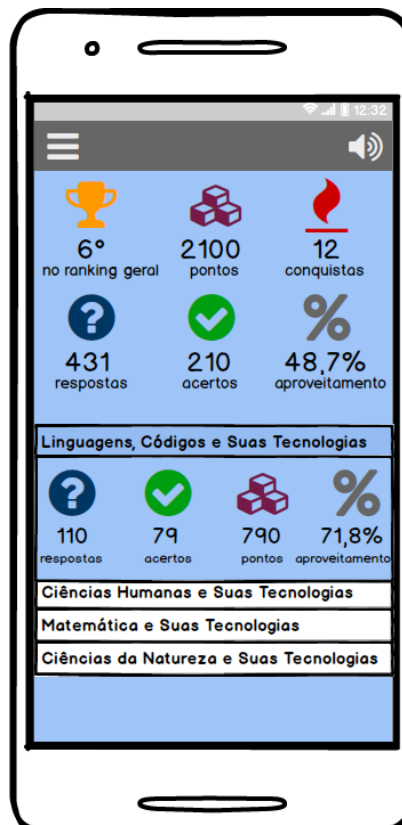 12:32
6° 2100 12
no ranking geral pontos conquistas
? ✓ %
431 210 48,7%
respostas acertos aproveitamento
Linguagens, Códigos e Suas Tecnologias
? ✓ %
110 79 790 71,8%
respostas acertos pontos aproveitamento
Ciências Humanas e Suas Tecnologias
Matemática e Suas Tecnologias
Ciências da Natureza e Suas Tecnologias